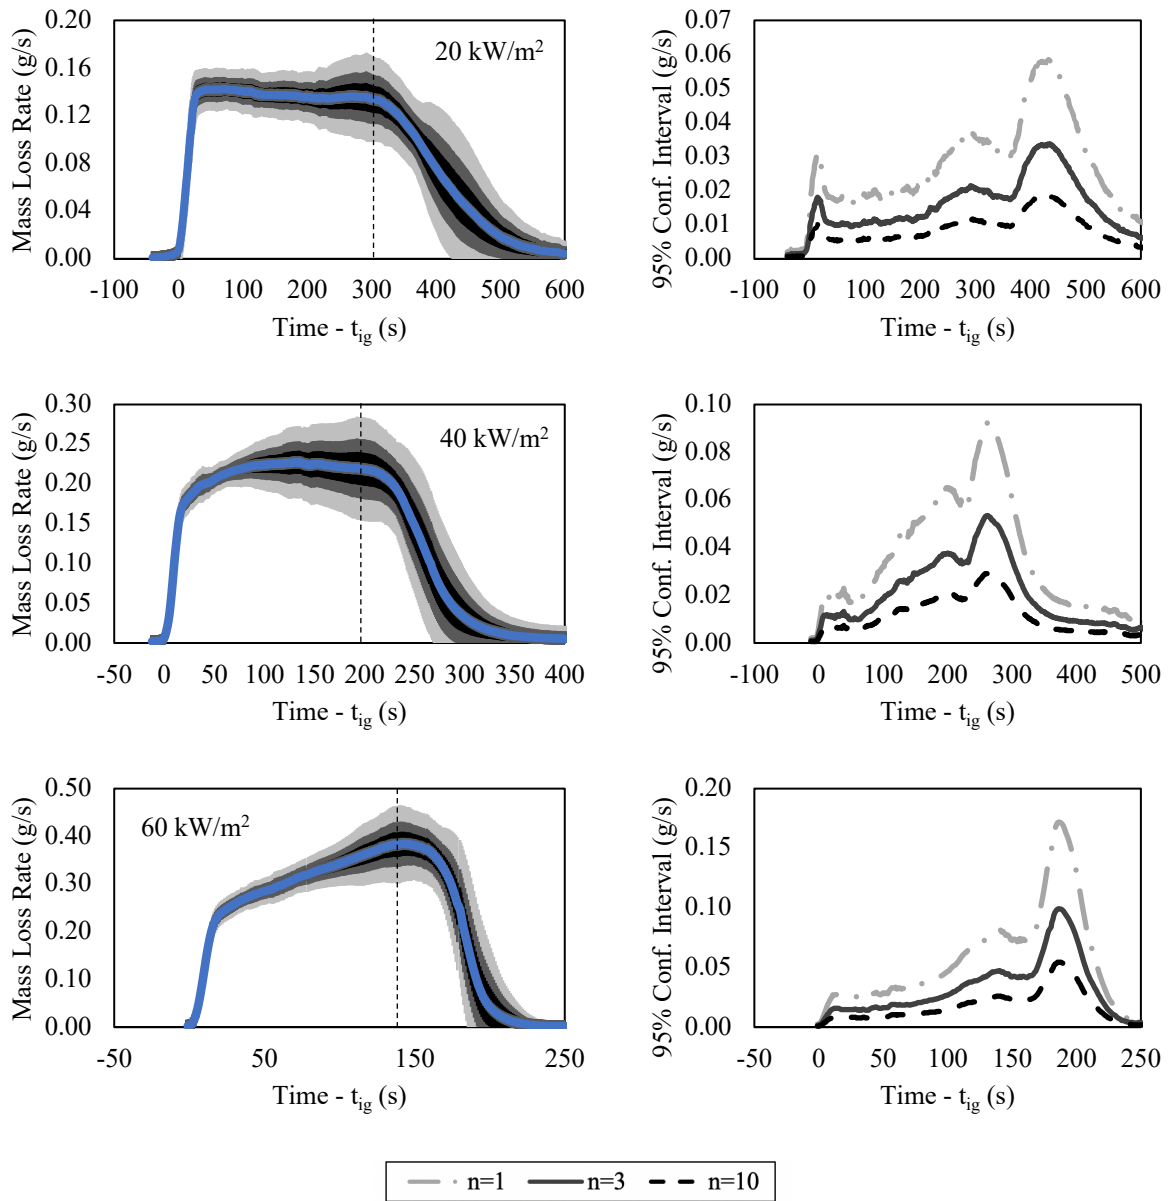 Mass Loss Rate (g/s)
0.20
0.16
0.12
0.08
0.04
0.00
20 kW/m²
-100 0 100 200 300 400 500 600
Time - t_ig (s)
95% Conf. Interval (g/s)
0.07
0.06
0.05
0.04
0.03
0.02
0.01
0.00
-100 0 100 200 300 400 500 600
Time - t_ig (s)
Mass Loss Rate (g/s)
0.30
0.25
0.20
0.15
0.10
0.05
0.00
40 kW/m²
-50 0 50 100 150 200 250 300 350 400
Time - t_ig (s)
95% Conf. Interval (g/s)
0.10
0.08
0.06
0.04
0.02
0.00
-100 0 100 200 300 400 500
Time - t_ig (s)
Mass Loss Rate (g/s)
0.50
0.40
0.30
0.20
0.10
0.00
60 kW/m²
-50 50 150 250
Time - t_ig (s)
95% Conf. Interval (g/s)
0.20
0.15
0.10
0.05
0.00
-50 0 50 100 150 200 250
Time - t_ig (s)
n=1 n=3 n=10